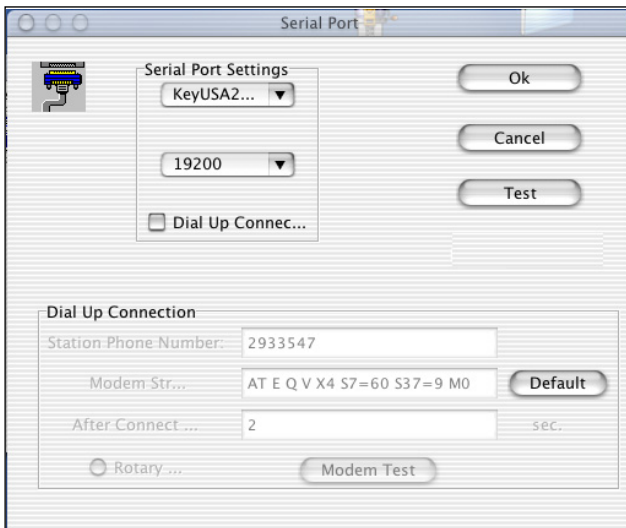 Serial Port
Serial Port Settings
KeyUSA2...
Ok
Cancel
19200
Test
Dial Up Connec...
Dial Up Connection
Station Phone Number:
2933547
Modem Str...
AT E Q V X4 S7=60 S37=9 M0
Default
After Connect ...
2
sec.
Rotary ...
Modem Test